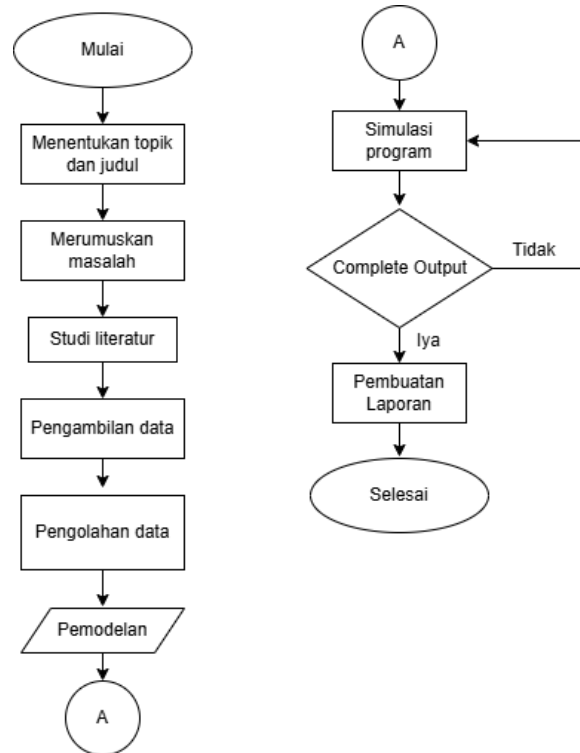 Mulai
Menentukan topik
dan judul
Merumuskan
masalah
Studi literatur
Pengambilan data
Pengolahan data
Pemodelan
A
A
Simulasi
program
Complete Output
Tidak
Iya
Pembuatan
Laporan
Selesai